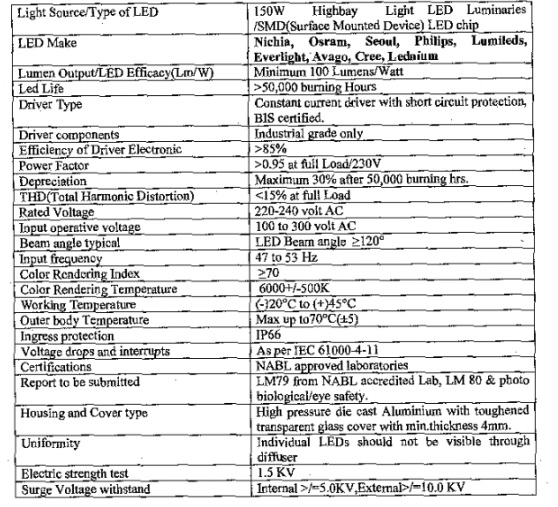 Light Source/Type of LED
150W Highbay Light LED Luminaries
/SMD(Surface Mounted Device) LED chip
LED Make
Nichia, Osram, Seoul, Philips, Lumileds,
Everlight, Avago, Cree, Lednium
Lumen Output/LED Efficacy(Lm/W)
Minimum 100 Lumens/Watt
Led Life
>50,000 burning Hours
Driver Type
Constant current driver with short circuit protection,
BIS certified.
Driver components
Industrial grade only
Efficiency of Driver Electronic
>85%
Power Factor
>0.95 at full Load/230V
Depreciation
Maximum 30% after 50,000 burning hrs.
THD(Total Harmonic Distortion)
<15% at full Load
Rated Voltage
220-240 volt AC
Input operative voltage
100 to 300 volt AC
Beam angle typical
LED Beam angle ≥120°
Input frequency
47 to 53 Hz
Color Rendering Index
≥70
Color Rendering Temperature
6000+/-500K
Working Temperature
(-)20°C to (+)45°C
Outer body Temperature
Max up to70°C(±5)
Ingress protection
IP66
Voltage drops and interrupts
As per IEC 61000-4-11
Certifications
NABL approved laboratories
Report to be submitted
LM79 from NABL accredited Lab, LM 80 & photo
biological/eye safety.
Housing and Cover type
High pressure die cast Aluminium with toughened
transparent glass cover with min.thickness 4mm.
Uniformity
Individual LEDs should not be visible through
diffuser
Electric strength test
1.5 KV
Surge Voltage withstand
Internal >/=5.0KV,External>/=10.0 KV